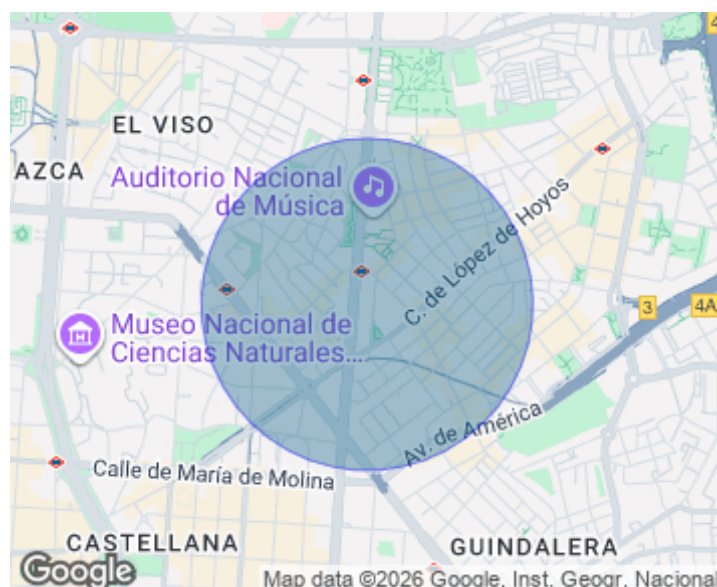 4
EL VISO
AZCA
Auditorio Nacional
de Música
C. de López de Hoyos
3
4A
Museo Nacional de
Ciencias Naturales...
Av. de América
Calle de María de Molina
CASTELLANA
GUINDALERA
Google
Map data ©2026 Google, Inst. Geogr. Nacional